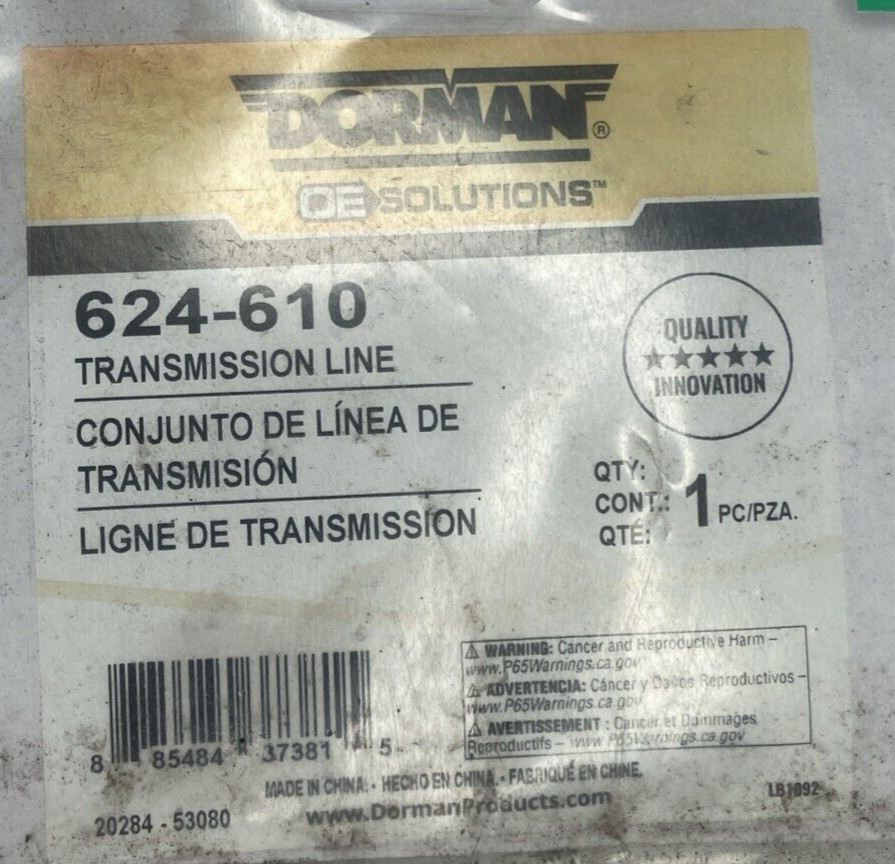 DORMAN®
OE SOLUTIONS™
624-610
TRANSMISSION LINE
CONJUNTO DE LÍNEA DE
TRANSMISIÓN
LIGNE DE TRANSMISSION
QUALITY
★★★★★
INNOVATION
QTY:
CONT.: 1 PC/PZA.
QTÉ:
⚠ WARNING: Cancer and Reproductive Harm –
www.P65Warnings.ca.gov
⚠ ADVERTENCIA: Cáncer y Daños Reproductivos –
www.P65Warnings.ca.gov
⚠ AVERTISSEMENT : Cancer et Dommages
Reproductifs – www.P65Warnings.ca.gov
8 85484 37381 5
MADE IN CHINA. • HECHO EN CHINA. • FABRIQUÉ EN CHINE.
www.DormanProducts.com
20284 - 53080
LB1092